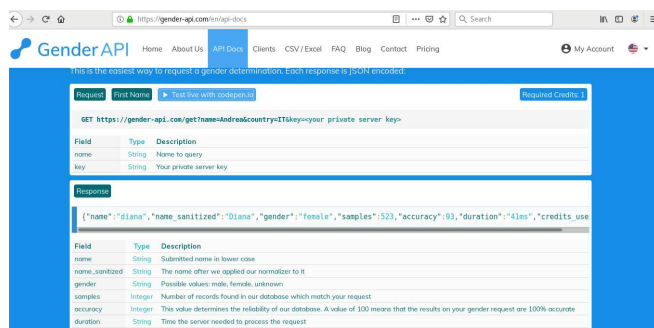 https://gender-api.com/en/api-docs
Search
GenderAPI
Home About Us API Docs Clients CSV/Excel FAQ Blog Contact Pricing
My Account
This is the easiest way to request a gender determination. Each response is JSON encoded:
Request First Name Test live with codepen.io Required Credits: 1
GET https://gender-api.com/get?name=Andrea&country=IT&key=<your private server key>
Field Type Description
name String Name to query
key String Your private server key
Response
{"name":"diana","name_sanitized":"Diana","gender":"female","samples":523,"accuracy":93,"duration":"41ms","credits_use
Field Type Description
name String Submitted name in lower case
name_sanitized String The name after we applied our normalizer to it
gender String Possible values: male, female, unknown
samples Integer Number of records found in our database which match your request
accuracy Integer This value determines the reliability of our database. A value of 100 means that the results on your gender request are 100% accurate
duration String Time the server needed to process the request